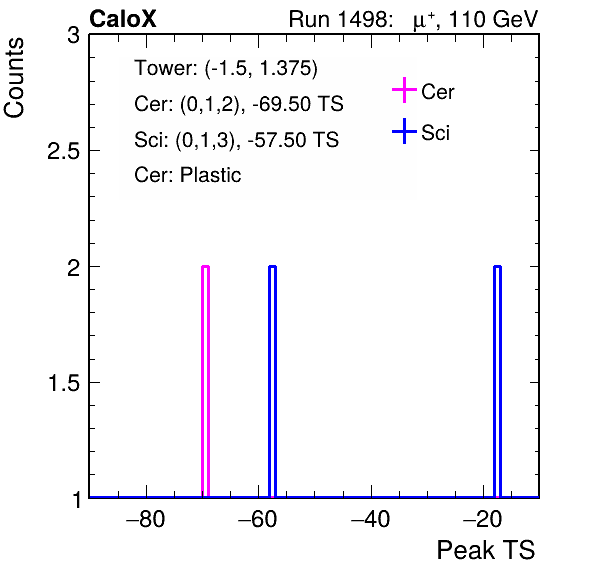 CaloX Run 1498: μ⁺, 110 GeV
Counts
3
2.5
2
1.5
1
Tower: (-1.5, 1.375)
Cer: (0,1,2), -69.50 TS
Sci: (0,1,3), -57.50 TS
Cer: Plastic
Cer
Sci
−80 −60 −40 −20
Peak TS